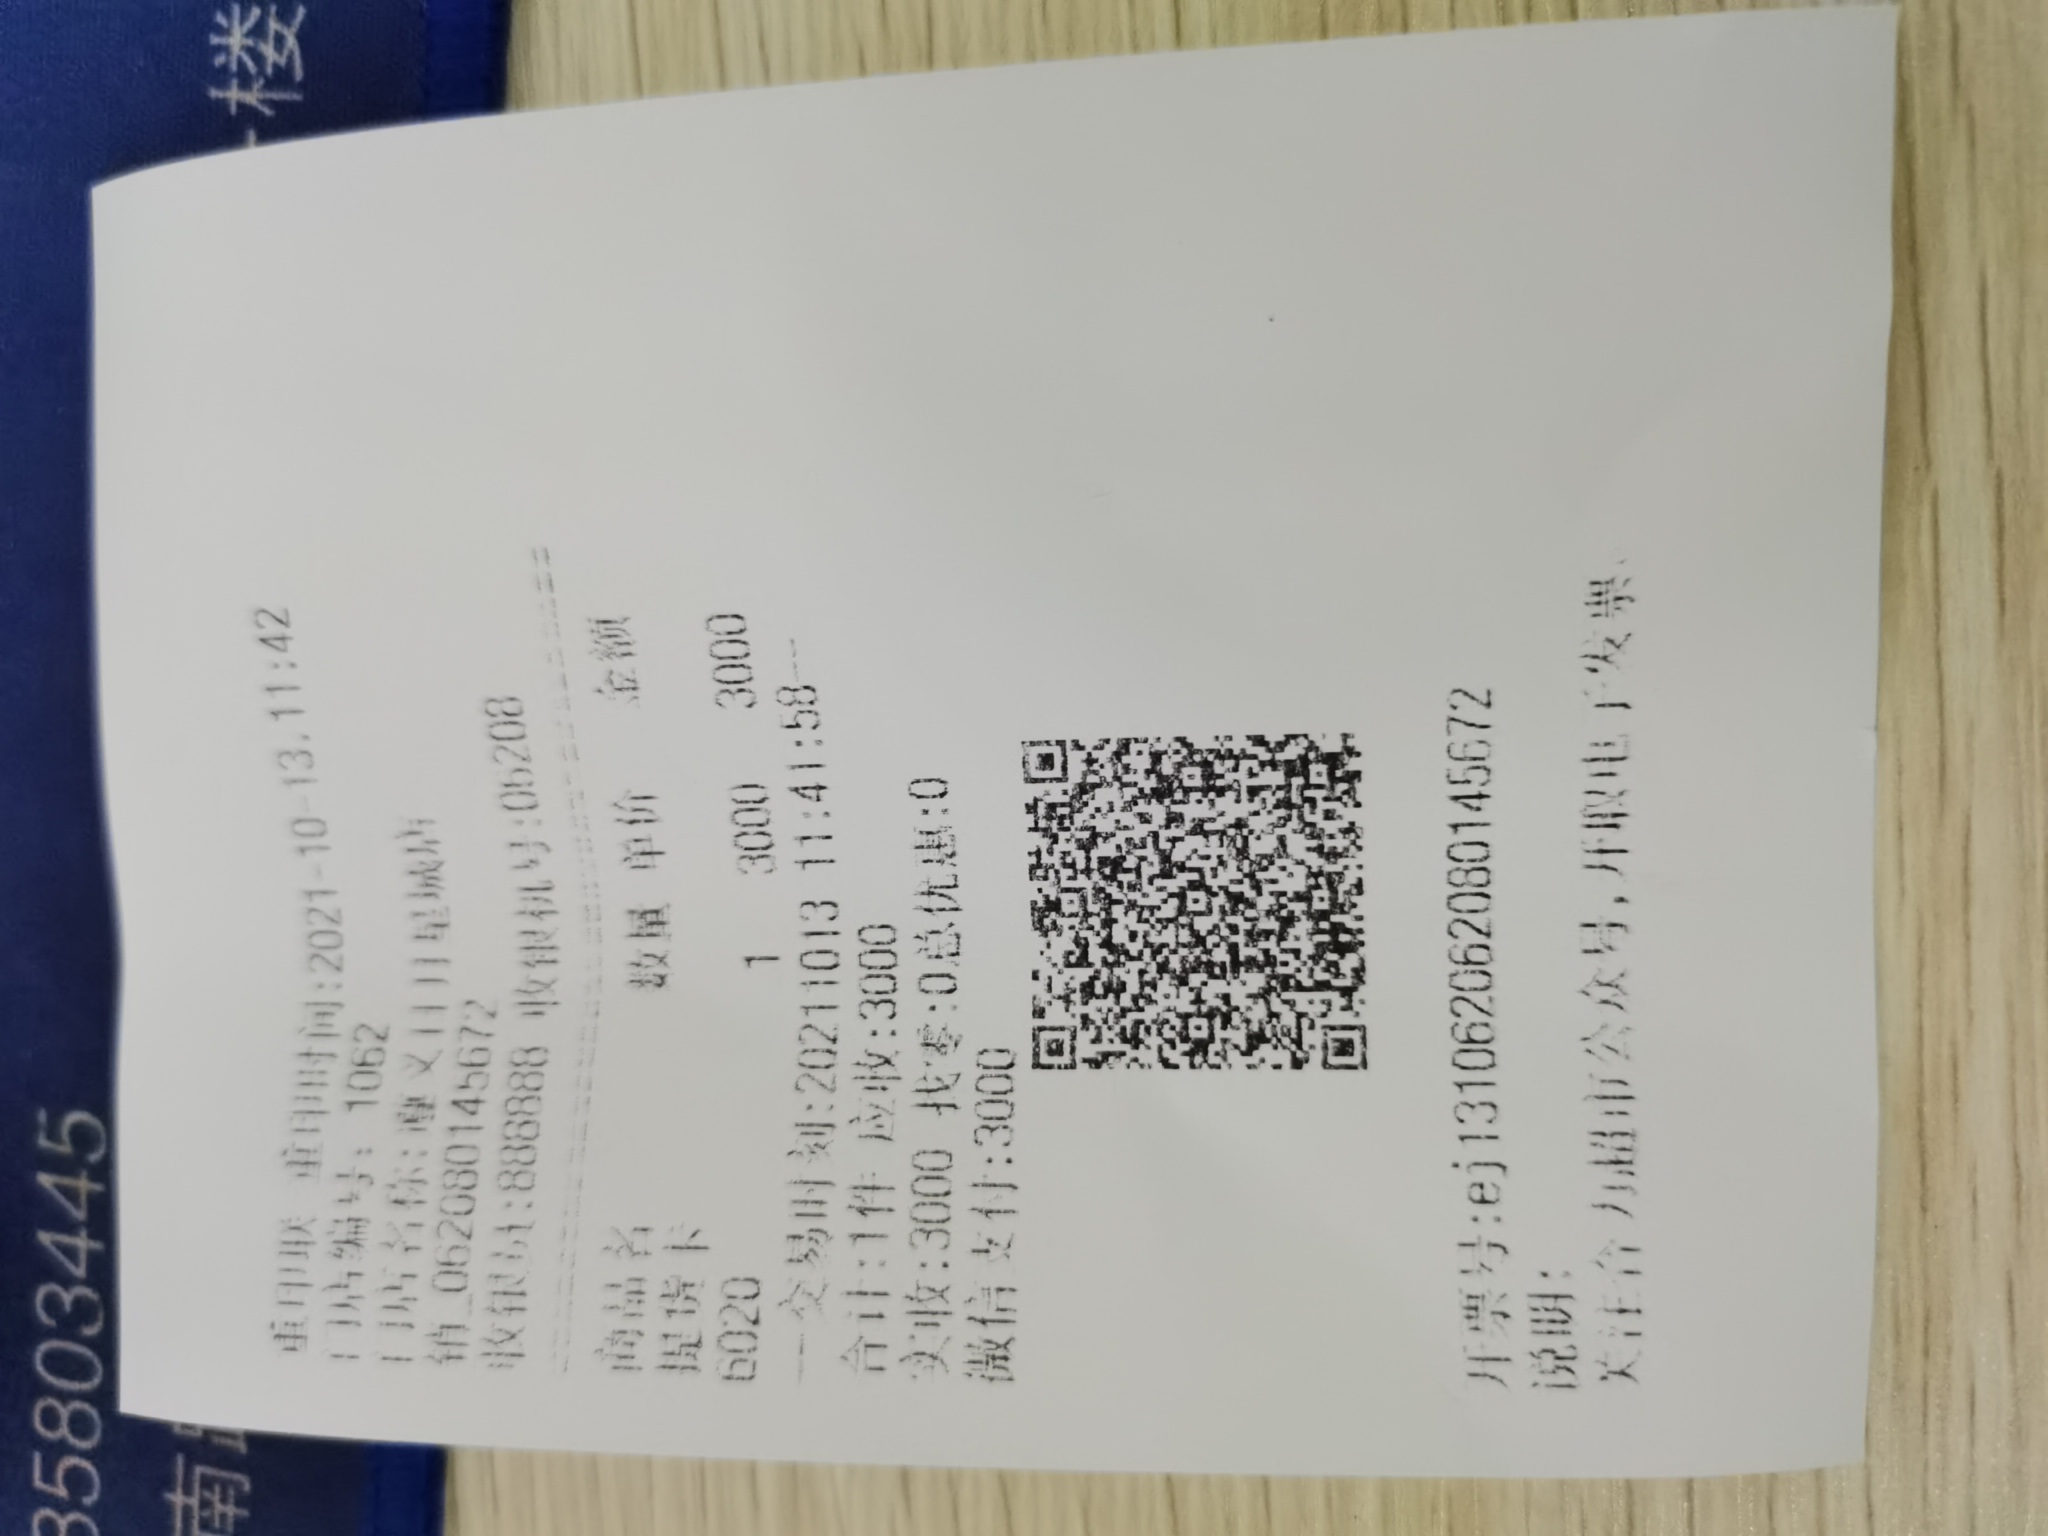 重印联 重印时间:2021-10-13.11:42
门店编号: 1062
门店名称:遵义日日星城店
销_062080145672
收银员:888888 收银机号:06208
商品名 数量 单价 金额
提货卡
6020 1 3000 3000
交易时刻:20211013 11:41:58
合计:1件 应收:3000
实收:3000 找零:0总优惠:0
微信支付:3000
开票号:ej131062062080145672
说明:
关注合力超市公众号,开取电子发票、
3803445
南
楼